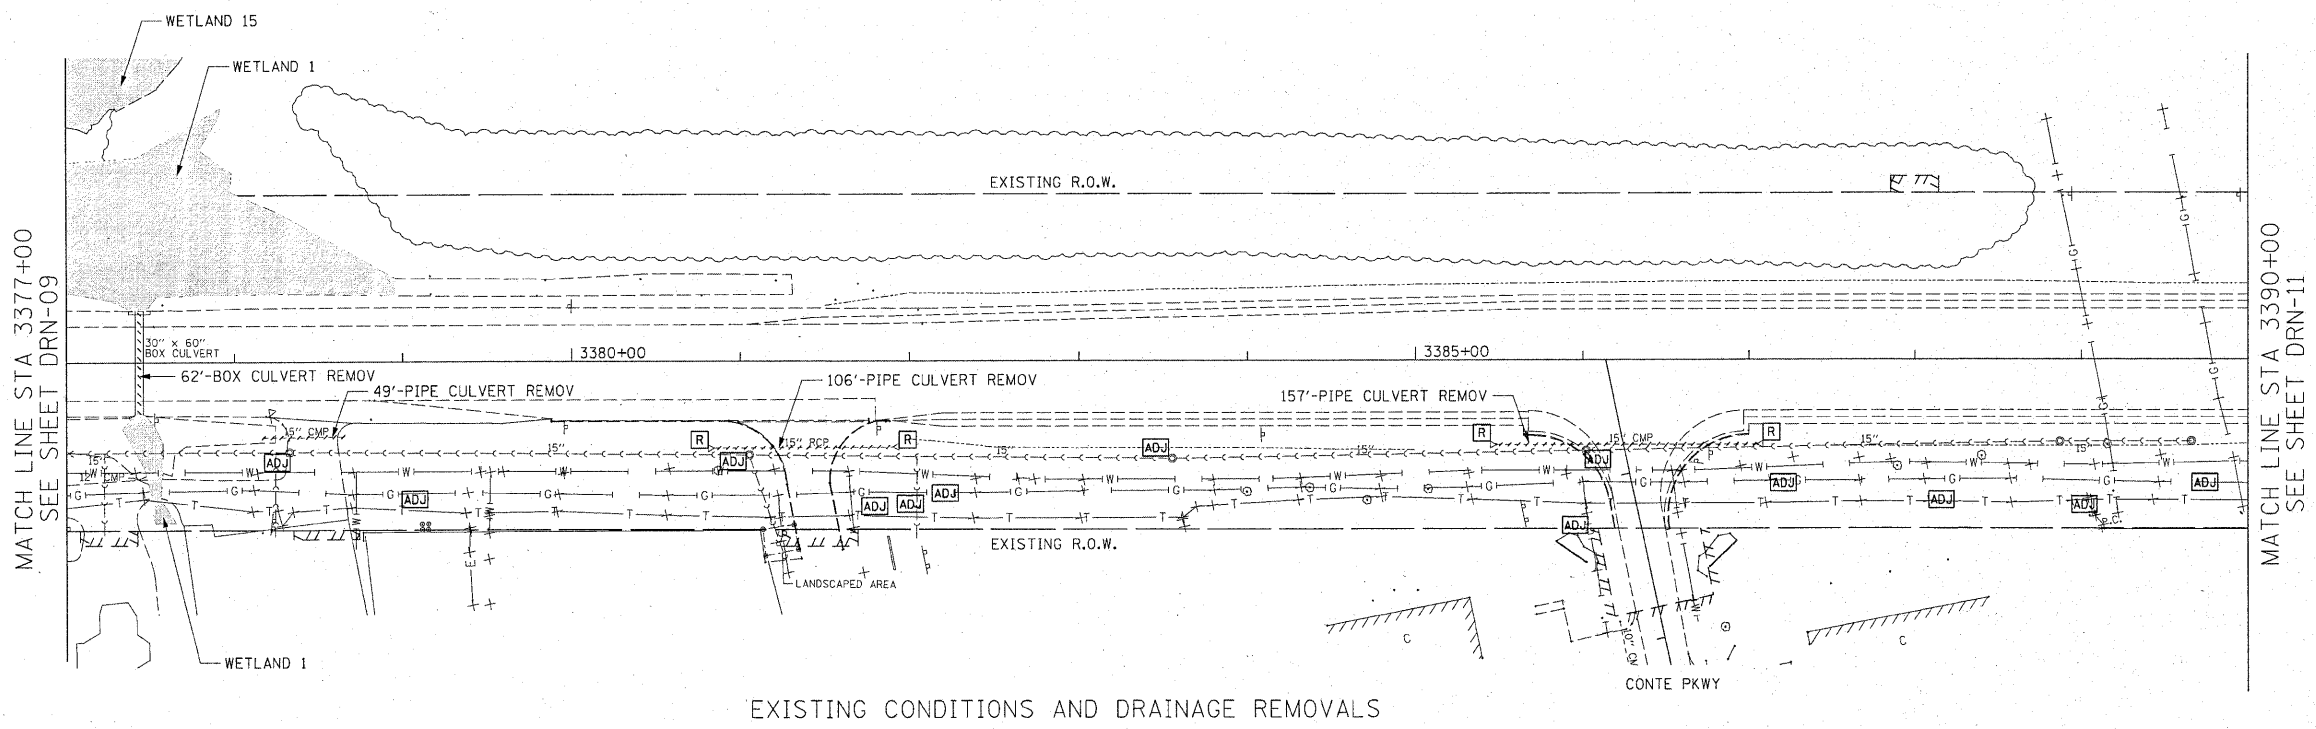 WETLAND 15
WETLAND 1
EXISTING R.O.W.
MATCH LINE STA 3377+00
SEE SHEET DRN-09
MATCH LINE STA 3390+00
SEE SHEET DRN-11
G
G
30" x 60"
BOX CULVERT
3380+00
3385+00
62'-BOX CULVERT REMOV
49'-PIPE CULVERT REMOV
106'-PIPE CULVERT REMOV
157'-PIPE CULVERT REMOV
G
G
15" CMP
R
15" RCP
R
ADJ
R
15" CMP
R
15"
15"
15"
15"
15"
15"
15"
ADJ
ADJ
ADJ
12" CMP
W
W
W
W
W
W
W
W
W
G
G
G
G
G
G
G
G
G
G
G
ADJ
ADJ
ADJ
ADJ
ADJ
ADJ
ADJ
ADJ
ADJ
T
T
T
T
T
T
T
T
T
T
T
T
EXISTING R.O.W.
E
LANDSCAPED AREA
C
C
WETLAND 1
CONTE PKWY
EXISTING CONDITIONS AND DRAINAGE REMOVALS